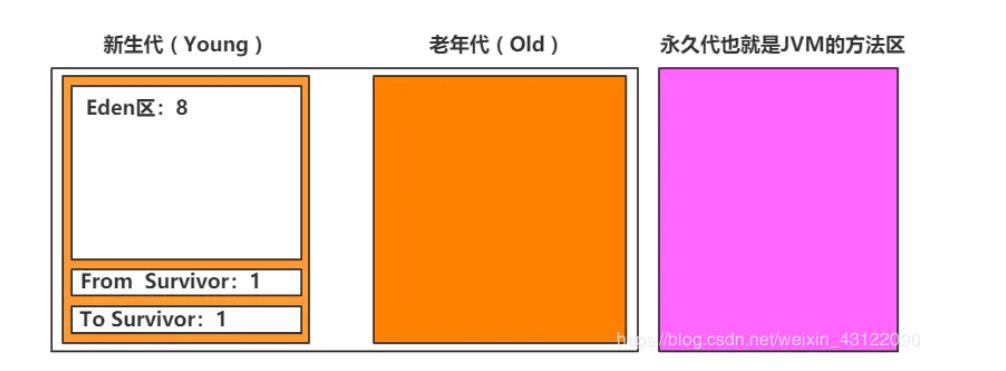 新生代（Young）
老年代（Old）
永久代也就是JVM的方法区
Eden区：8
From Survivor：1
To Survivor：1
https://blog.csdn.net/weixin_43122090